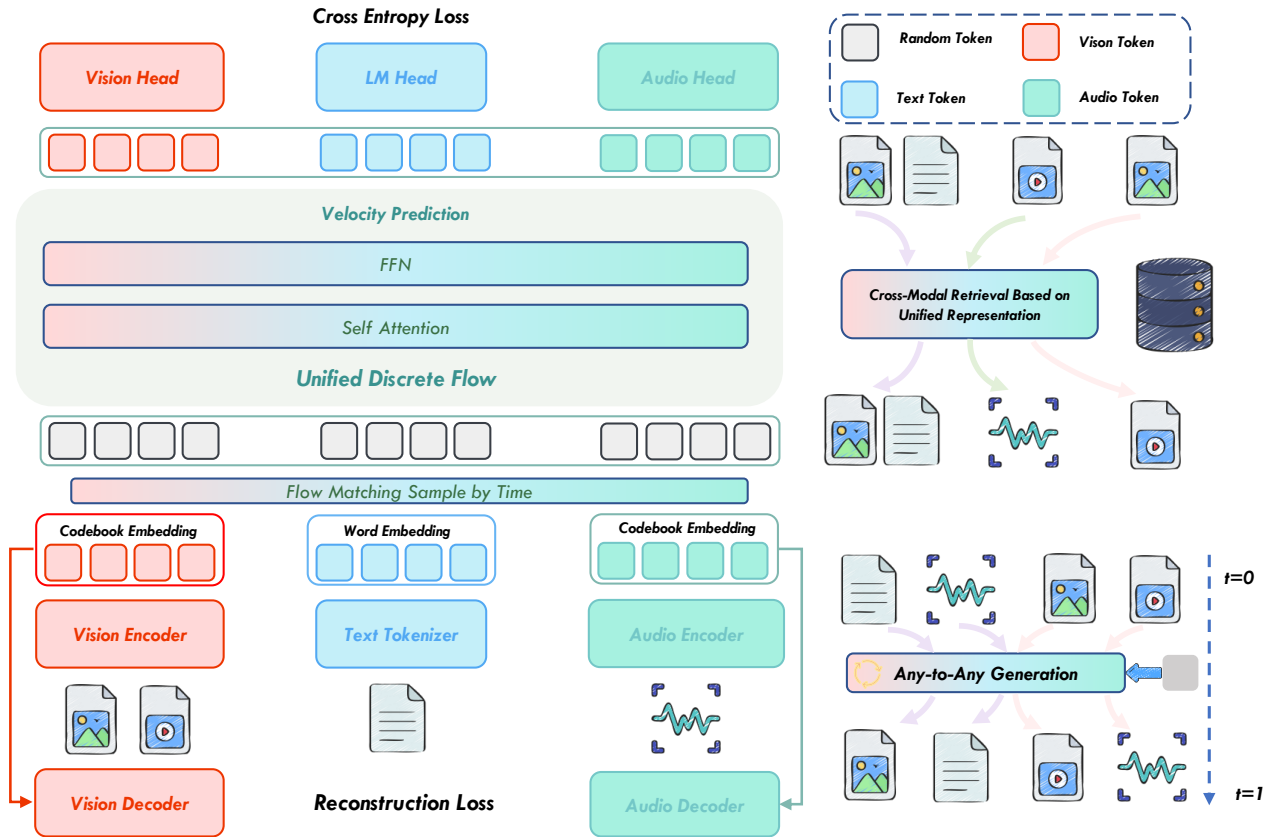 Cross Entropy Loss
Vision Head
LM Head
Audio Head
Velocity Prediction
FFN
Self Attention
Unified Discrete Flow
Flow Matching Sample by Time
Codebook Embedding
Word Embedding
Codebook Embedding
Vision Encoder
Text Tokenizer
Audio Encoder
Vision Decoder
Reconstruction Loss
Audio Decoder
Random Token
Vison Token
Text Token
Audio Token
Cross-Modal Retrieval Based on
Unified Representation
t=0
Any-to-Any Generation
t=1